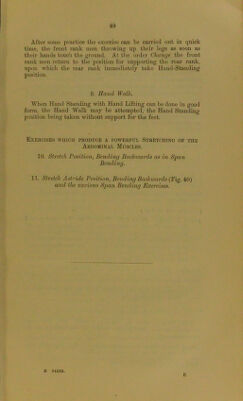 49
After some practice the exercise can be carried out in quick
time, the front rank men throwing up their legs as soon as
their hands touch the ground. At the order Change the front
rank men return to the position for supporting the rear rank,
upon which the rear rank immediately take Hand-Standing
position.
9. Hand Walk.
When Hand Standing with Hand Lifting can be done in good
form, the Hand Walk may be attempted, the Hand Standing
position being taken without support for the feet.
EXERCISES WHICH PRODUCE A POWERFUL STRETCHING OF THE
ABDOMINAL MUSCLES.
10. Stretch Position, Bending Backwards as in Span
Bending.
11. Stretch Astride Position, Bending Backwards (Fig. 40)
and the various Span Bending Exercises.
E